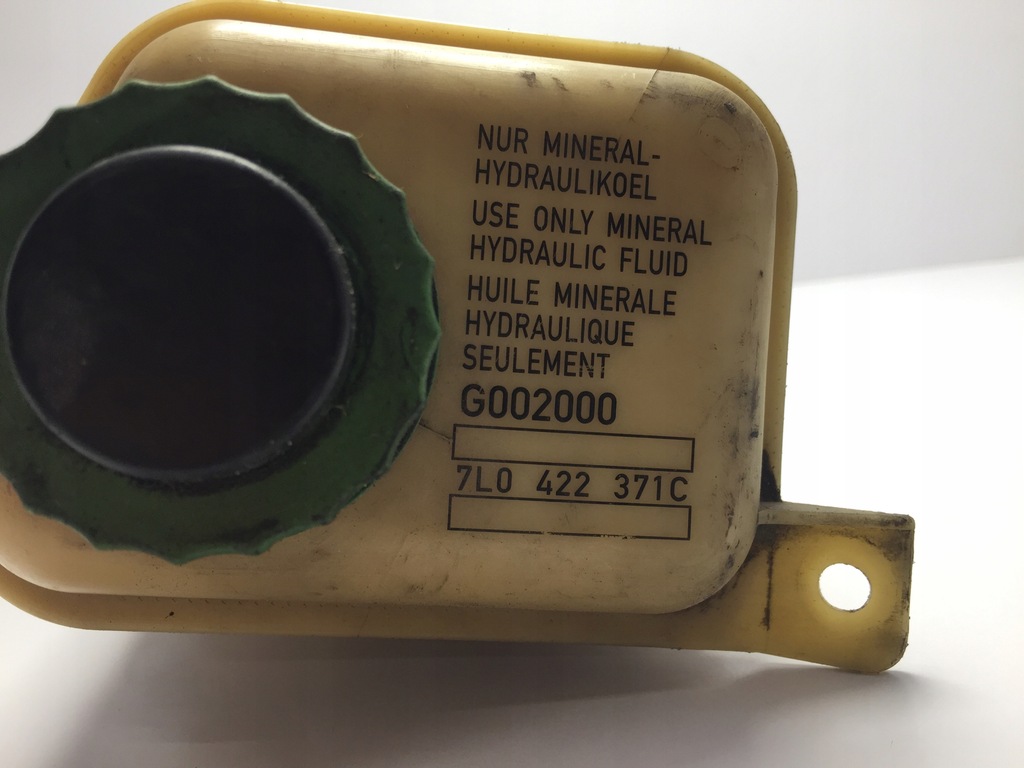 NUR MINERAL-
HYDRAULIKOEL
USE ONLY MINERAL
HYDRAULIC FLUID
HUILE MINERALE
HYDRAULIQUE
SEULEMENT
G002000
7L0 422 371C